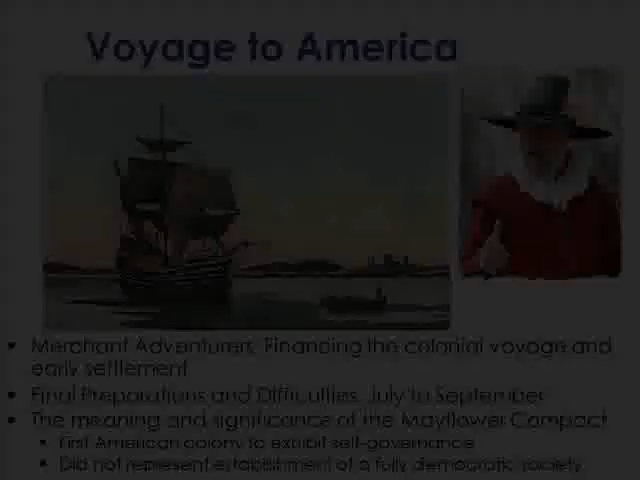 Voyage to America
• Merchant Adventurers: Financing the colonial voyage and
early settlement
• Final Preparations and Difficulties: July to September
• The meaning and significance of the Mayflower Compact
• First American colony to exhibit self-governance
• Did not represent establishment of a fully democratic society